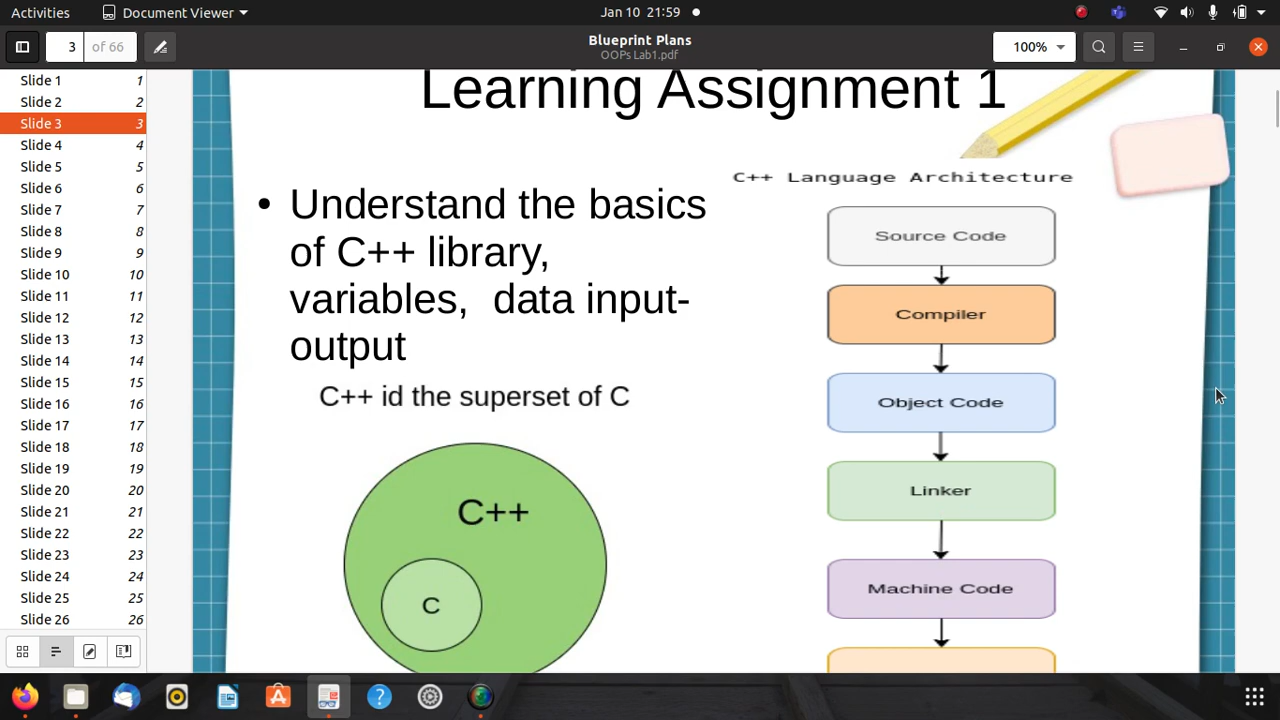 Activities
Document Viewer
Jan 10 21:59
3 of 66
Blueprint Plans
OOPs Lab1.pdf
100%
Slide 1 1
Slide 2 2
Slide 3 3
Slide 4 4
Slide 5 5
Slide 6 6
Slide 7 7
Slide 8 8
Slide 9 9
Slide 10 10
Slide 11 11
Slide 12 12
Slide 13 13
Slide 14 14
Slide 15 15
Slide 16 16
Slide 17 17
Slide 18 18
Slide 19 19
Slide 20 20
Slide 21 21
Slide 22 22
Slide 23 23
Slide 24 24
Slide 25 25
Slide 26 26
Learning Assignment 1
• Understand the basics
of C++ library,
variables, data input-
output
C++ id the superset of C
C++
C
C++ Language Architecture
Source Code
Compiler
Object Code
Linker
Machine Code